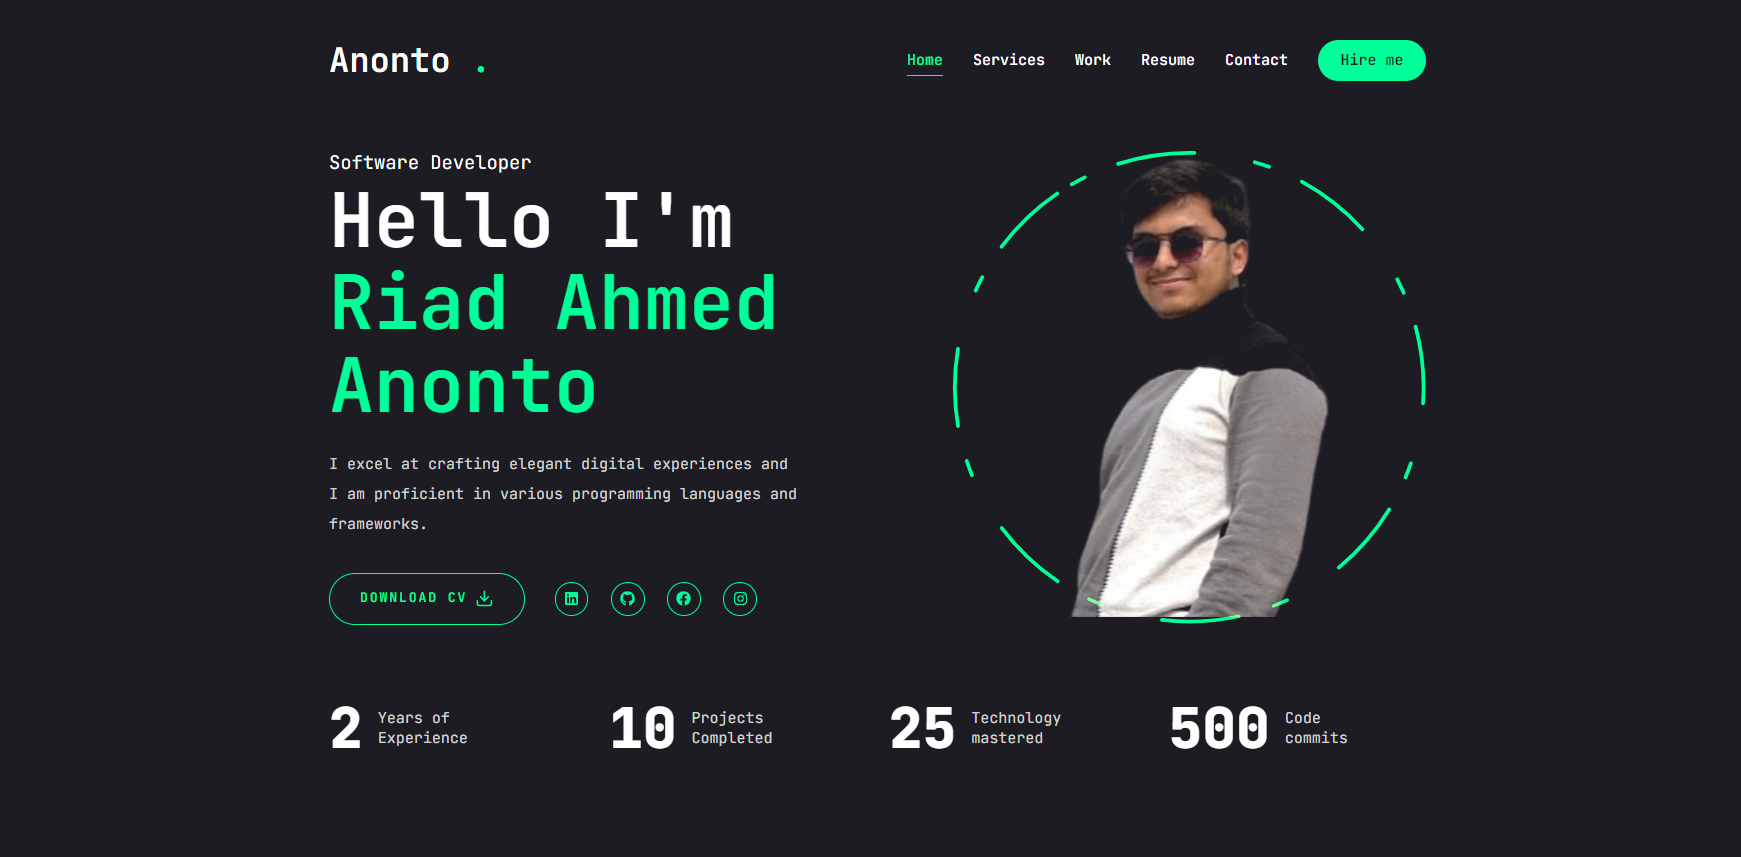 Anonto .
Home Services Work Resume Contact Hire me
Software Developer
Hello I'm
Riad Ahmed
Anonto
I excel at crafting elegant digital experiences and
I am proficient in various programming languages and
frameworks.
DOWNLOAD CV
2 Years of
Experience
10 Projects
Completed
25 Technology
mastered
500 Code
commits